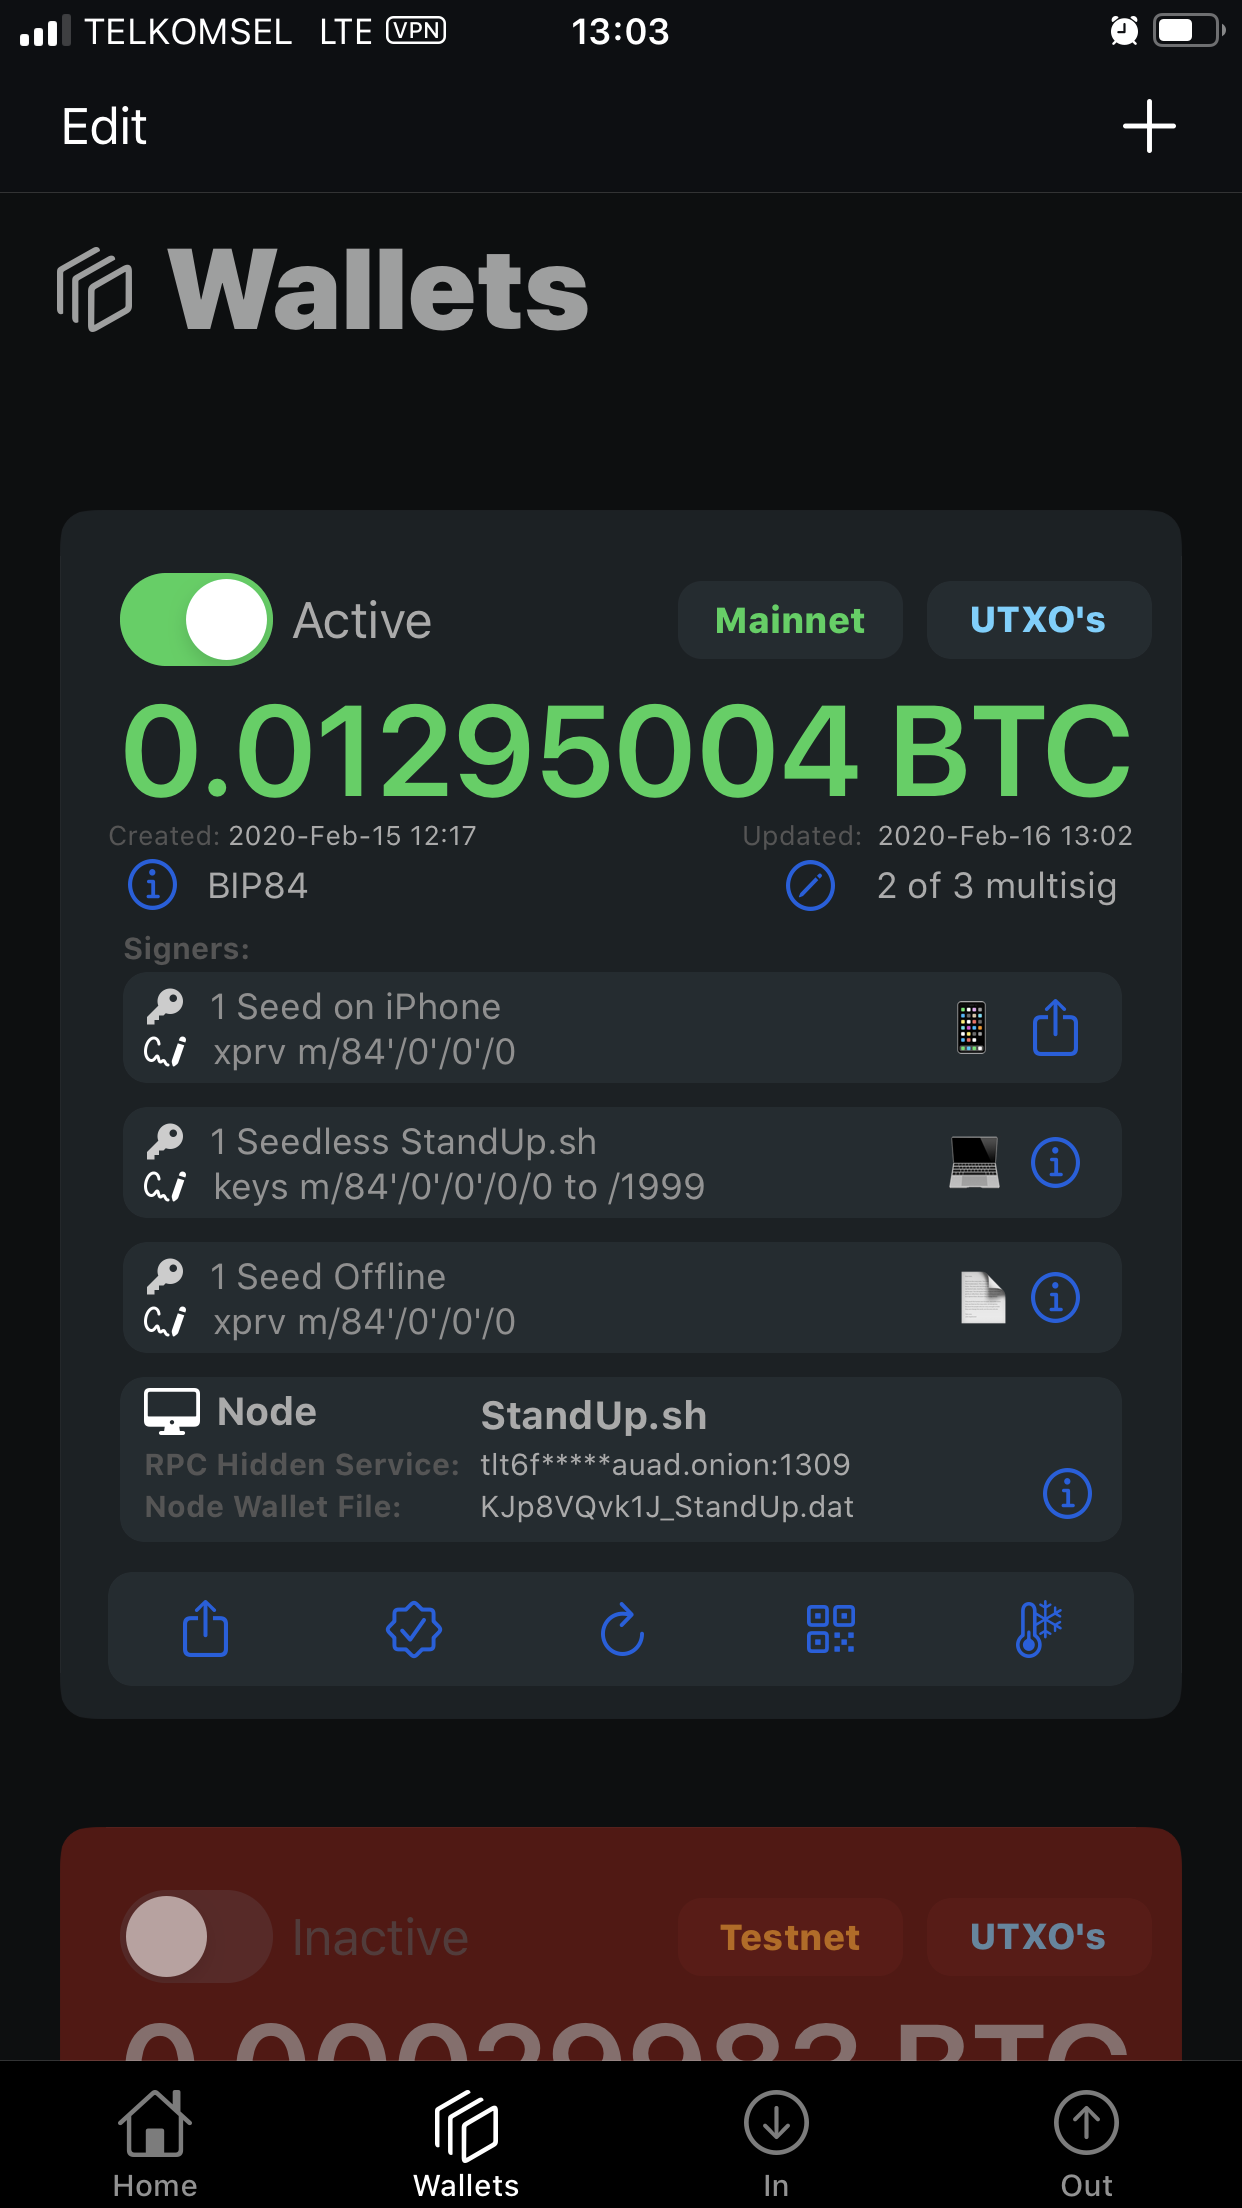 TELKOMSEL LTE VPN 13:03
Edit
Wallets
Active Mainnet UTXO's
0.01295004 BTC
Created: 2020-Feb-15 12:17 Updated: 2020-Feb-16 13:02
BIP84 2 of 3 multisig
Signers:
1 Seed on iPhone
xprv m/84'/0'/0'/0
1 Seedless StandUp.sh
keys m/84'/0'/0'/0/0 to /1999
1 Seed Offline
xprv m/84'/0'/0'/0
Node StandUp.sh
RPC Hidden Service: tlt6f*****auad.onion:1309
Node Wallet File: KJp8VQvk1J_StandUp.dat
Inactive Testnet UTXO's
BTC
Home Wallets In Out